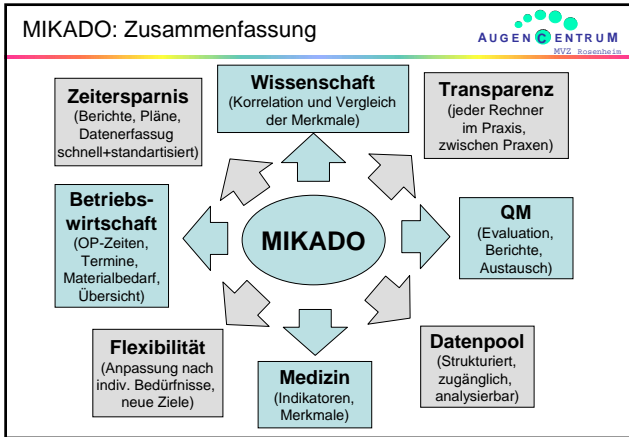 MIKADO: Zusammenfassung
AUGEN CENTRUM
MVZ Rosenheim
Zeitersparnis
(Berichte, Pläne,
Datenerfassug
schnell+standartisiert)
Wissenschaft
(Korrelation und Vergleich
der Merkmale)
Transparenz
(jeder Rechner
im Praxis,
zwischen Praxen)
Betriebs-
wirtschaft
(OP-Zeiten,
Termine,
Materialbedarf,
Übersicht)
MIKADO
QM
(Evaluation,
Berichte,
Austausch)
Flexibilität
(Anpassung nach
indiv. Bedürfnisse,
neue Ziele)
Medizin
(Indikatoren,
Merkmale)
Datenpool
(Strukturiert,
zugänglich,
analysierbar)